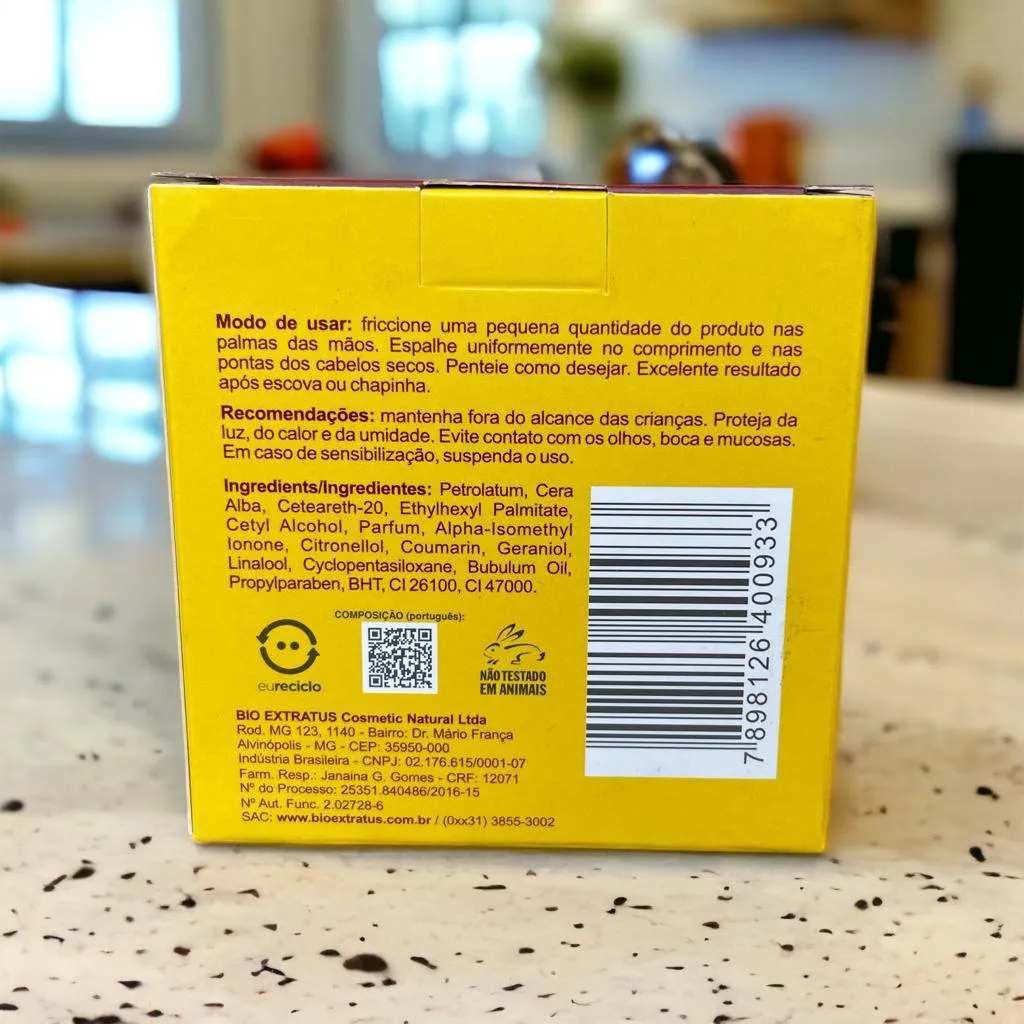 Modo de usar: friccione uma pequena quantidade do produto nas
palmas das mãos. Espalhe uniformemente no comprimento e nas
pontas dos cabelos secos. Penteie como desejar. Excelente resultado
após escova ou chapinha.
Recomendações: mantenha fora do alcance das crianças. Proteja da
luz, do calor e da umidade. Evite contato com os olhos, boca e mucosas.
Em caso de sensibilização, suspenda o uso.
Ingredients/Ingredientes: Petrolatum, Cera
Alba, Ceteareth-20, Ethylhexyl Palmitate,
Cetyl Alcohol, Parfum, Alpha-Isomethyl
Ionone, Citronellol, Coumarin, Geraniol,
Linalool, Cyclopentasiloxane, Bubulum Oil,
Propylparaben, BHT, CI 26100, CI 47000.
7 898126 400933
COMPOSIÇÃO (português):
eureciclo
NÃO TESTADO
EM ANIMAIS
BIO EXTRATUS Cosmetic Natural Ltda
Rod. MG 123, 1140 - Bairro: Dr. Mário França
Alvinópolis - MG - CEP: 35950-000
Indústria Brasileira - CNPJ: 02.176.615/0001-07
Farm. Resp.: Janaina G. Gomes - CRF: 12071
Nº do Processo: 25351.840486/2016-15
Nº Aut. Func. 2.02728-6
SAC: www.bioextratus.com.br / (0xx31) 3855-3002